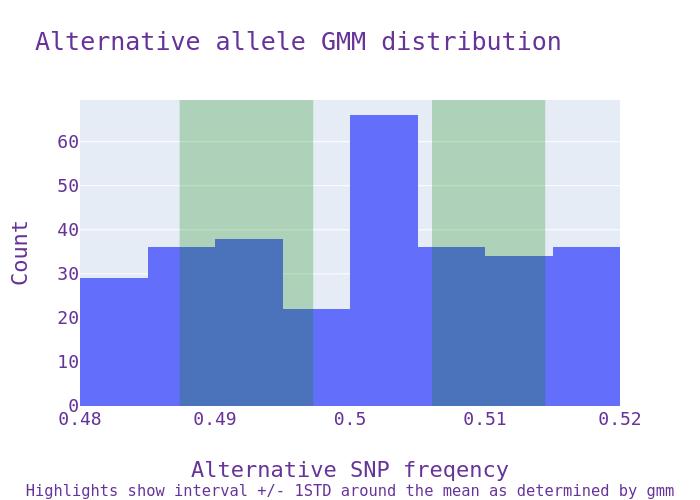 Alternative allele GMM distribution
Count
60
50
40
30
20
10
0
0.48 0.49 0.5 0.51 0.52
Alternative SNP freqency
Highlights show interval +/- 1STD around the mean as determined by gmm